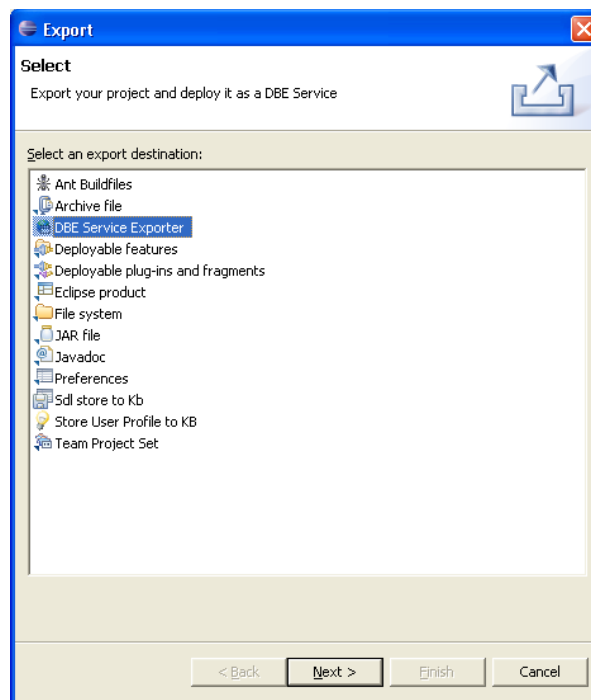 Export
Select
Export your project and deploy it as a DBE Service
Select an export destination:
Ant Buildfiles
Archive file
DBE Service Exporter
Deployable features
Deployable plug-ins and fragments
Eclipse product
File system
JAR file
Javadoc
Preferences
Sdl store to Kb
Store User Profile to KB
Team Project Set
< Back Next > Finish Cancel